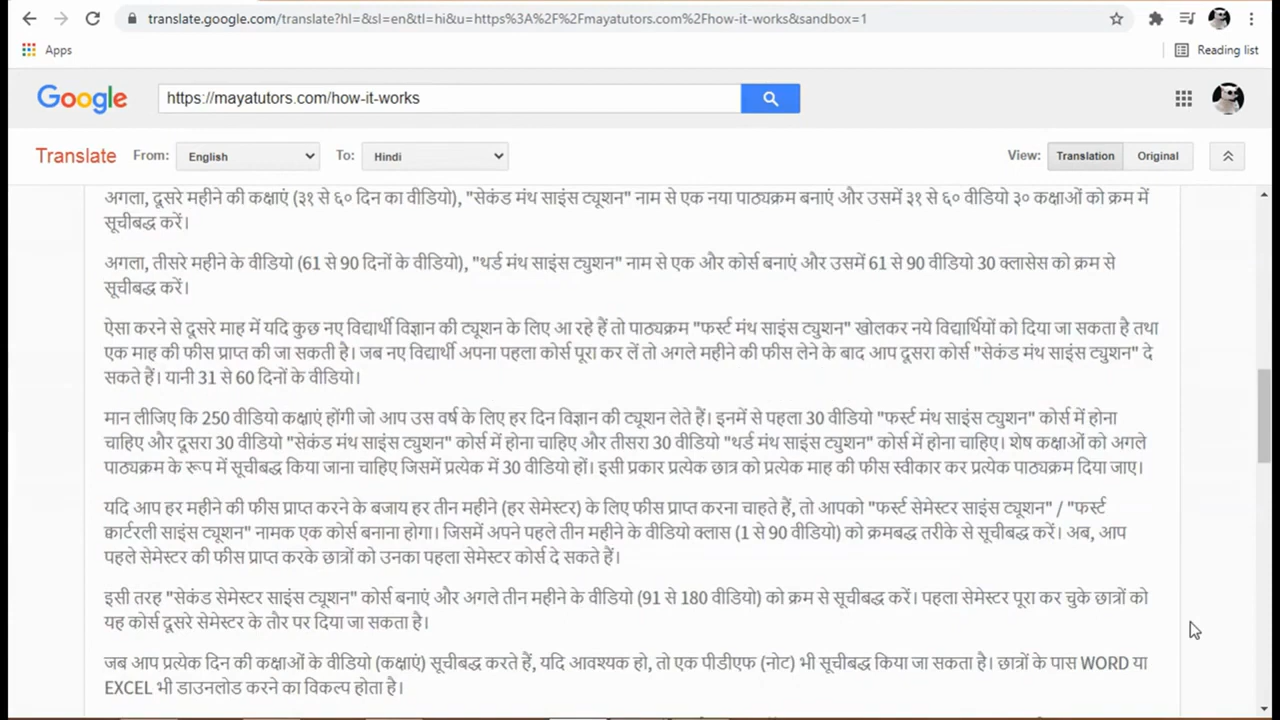 translate.google.com/translate?hl=&sl=en&tl=hi&u=https%3A%2F%2Fmayatutors.com%2Fhow-it-works&sandbox=1
Apps
Reading list
Google
https://mayatutors.com/how-it-works
Translate
From:
English
To:
Hindi
View:
Translation
Original
अगला, दूसरे महीने की कक्षाएं (३१ से ६० दिन का वीडियो), "सेकंड मंथ साइंस ट्यूशन" नाम से एक नया पाठ्यक्रम बनाएं और उसमें ३१ से ६० वीडियो ३० कक्षाओं को क्रम में
सूचीबद्ध करें।
अगला, तीसरे महीने के वीडियो (61 से 90 दिनों के वीडियो), "थर्ड मंथ साइंस ट्युशन" नाम से एक और कोर्स बनाएं और उसमें 61 से 90 वीडियो 30 क्लासेस को क्रम से
सूचीबद्ध करें।
ऐसा करने से दूसरे माह में यदि कुछ नए विद्यार्थी विज्ञान की ट्यूशन के लिए आ रहे हैं तो पाठ्यक्रम "फर्स्ट मंथ साइंस ट्युशन" खोलकर नये विद्यार्थियों को दिया जा सकता है तथा
एक माह की फीस प्राप्त की जा सकती है। जब नए विद्यार्थी अपना पहला कोर्स पूरा कर लें तो अगले महीने की फीस लेने के बाद आप दूसरा कोर्स "सेकंड मंथ साइंस ट्युशन" दे
सकते हैं। यानी 31 से 60 दिनों के वीडियो।
मान लीजिए कि 250 वीडियो कक्षाएं होंगी जो आप उस वर्ष के लिए हर दिन विज्ञान की ट्यूशन लेते हैं। इनमें से पहला 30 वीडियो "फर्स्ट मंथ साइंस ट्युशन" कोर्स में होना
चाहिए और दूसरा 30 वीडियो "सेकंड मंथ साइंस ट्युशन" कोर्स में होना चाहिए और तीसरा 30 वीडियो "थर्ड मंथ साइंस ट्युशन" कोर्स में होना चाहिए। शेष कक्षाओं को अगले
पाठ्यक्रम के रूप में सूचीबद्ध किया जाना चाहिए जिसमें प्रत्येक में 30 वीडियो हों। इसी प्रकार प्रत्येक छात्र को प्रत्येक माह की फीस स्वीकार कर प्रत्येक पाठ्यक्रम दिया जाए।
यदि आप हर महीने की फीस प्राप्त करने के बजाय हर तीन महीने (हर सेमेस्टर) के लिए फीस प्राप्त करना चाहते हैं, तो आपको "फर्स्ट सेमेस्टर साइंस ट्यूशन" / "फर्स्ट
क़ार्टरली साइंस ट्यूशन" नामक एक कोर्स बनाना होगा। जिसमें अपने पहले तीन महीने के वीडियो क्लास (1 से 90 वीडियो) को क्रमबद्ध तरीके से सूचीबद्ध करें। अब, आप
पहले सेमेस्टर की फीस प्राप्त करके छात्रों को उनका पहला सेमेस्टर कोर्स दे सकते हैं।
इसी तरह "सेकंड सेमेस्टर साइंस ट्यूशन" कोर्स बनाएं और अगले तीन महीने के वीडियो (91 से 180 वीडियो) को क्रम से सूचीबद्ध करें। पहला सेमेस्टर पूरा कर चुके छात्रों को
यह कोर्स दूसरे सेमेस्टर के तौर पर दिया जा सकता है।
जब आप प्रत्येक दिन की कक्षाओं के वीडियो (कक्षाएं) सूचीबद्ध करते हैं, यदि आवश्यक हो, तो एक पीडीएफ (नोट) भी सूचीबद्ध किया जा सकता है। छात्रों के पास WORD या
EXCEL भी डाउनलोड करने का विकल्प होता है।